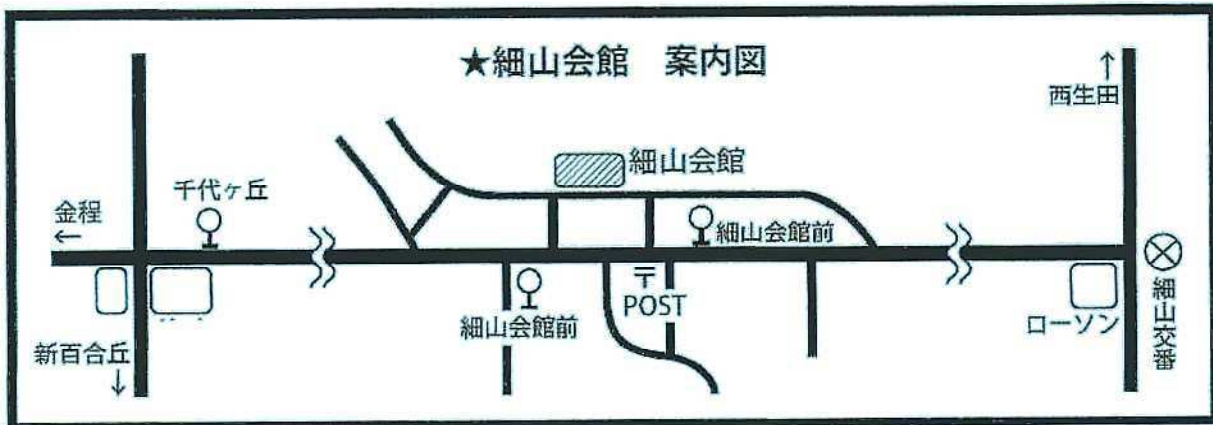 ★細山会館　案内図
↑
西生田
細山会館
千代ヶ丘
金程
←
細山会館前
〒
POST
細山会館前
ローソン
細山交番
新百合丘
↓